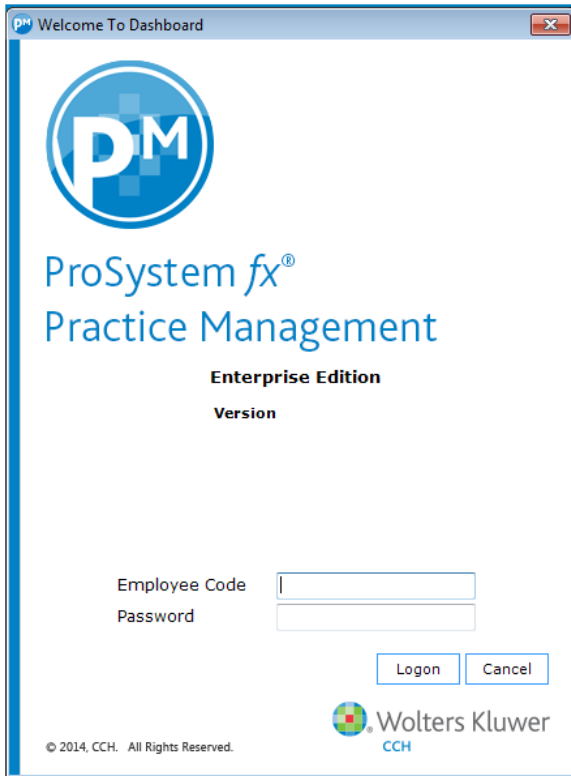 PM Welcome To Dashboard
PM
ProSystem fx®
Practice Management
Enterprise Edition
Version
Employee Code
Password
Logon Cancel
Wolters Kluwer
CCH
© 2014, CCH. All Rights Reserved.